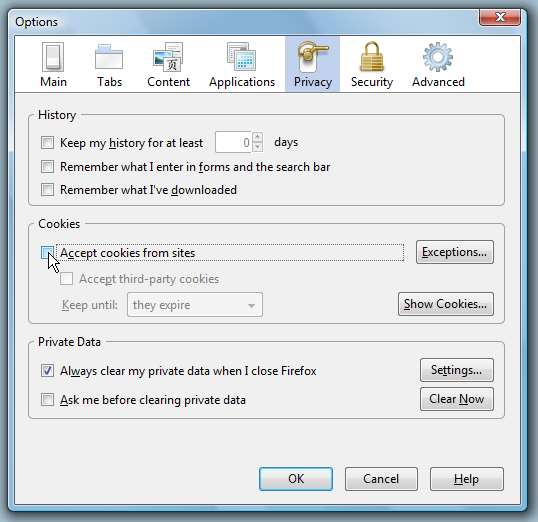 Options
Main Tabs Content Applications Privacy Security Advanced
History
Keep my history for at least 0 days
Remember what I enter in forms and the search bar
Remember what I've downloaded
Cookies
Accept cookies from sites Exceptions...
Accept third-party cookies
Keep until: they expire Show Cookies...
Private Data
Always clear my private data when I close Firefox Settings...
Ask me before clearing private data Clear Now
OK Cancel Help